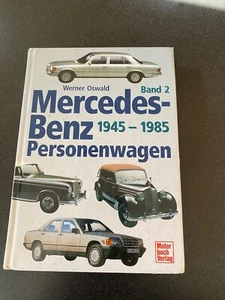 Werner Oswald
Band 2
Mercedes-
Benz 1945 – 1985
Personenwagen
Motor
buch
Verlag